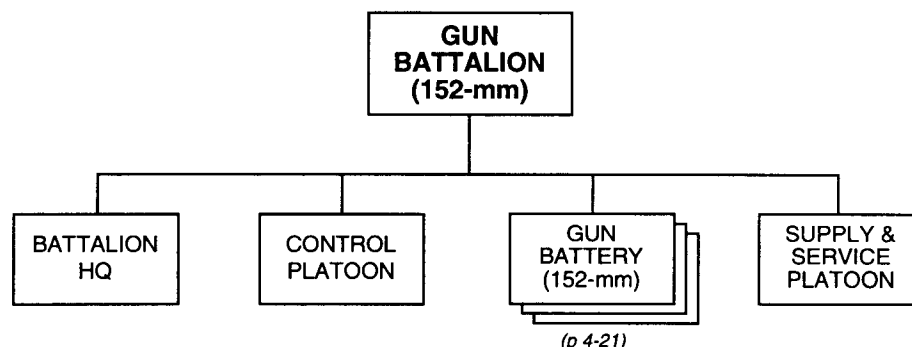 GUN
BATTALION
(152-mm)
BATTALION
HQ
CONTROL
PLATOON
GUN
BATTERY
(152-mm)
SUPPLY &
SERVICE
PLATOON
(p 4-21)